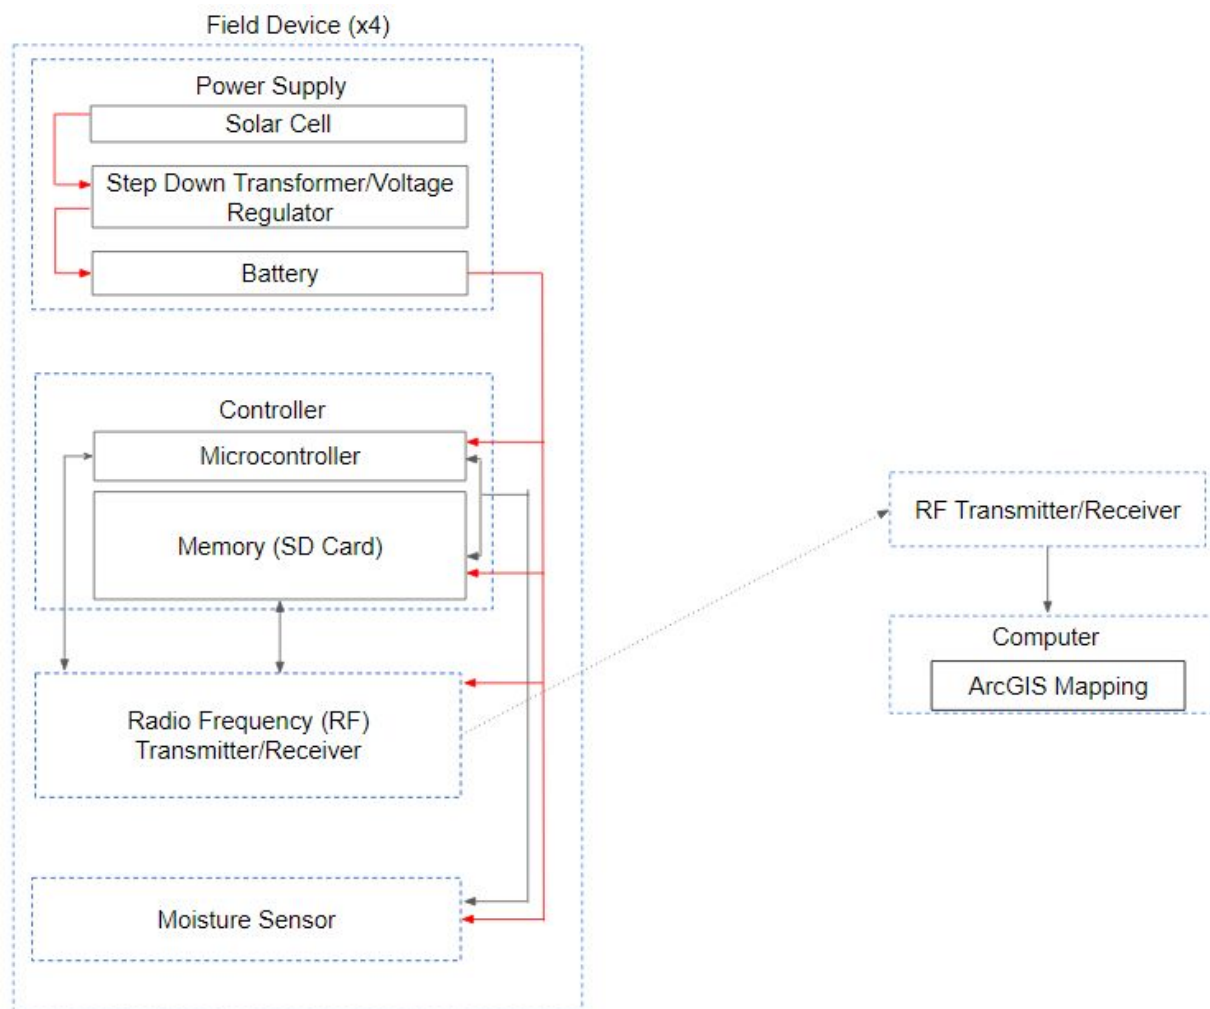 Field Device (x4)
Power Supply
Solar Cell
Step Down Transformer/Voltage
Regulator
Battery
Controller
Microcontroller
Memory (SD Card)
Radio Frequency (RF)
Transmitter/Receiver
Moisture Sensor
RF Transmitter/Receiver
Computer
ArcGIS Mapping